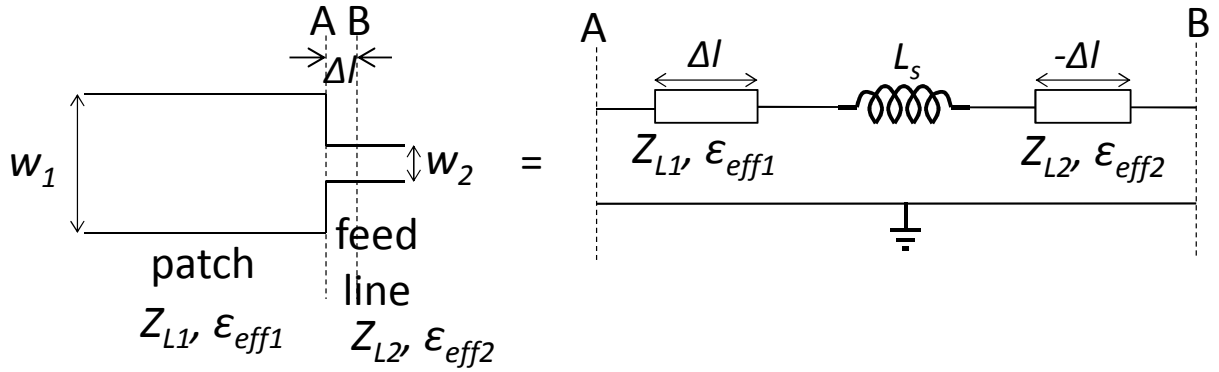 A B
Δl
w1
w2
patch
ZL1, εeff1
feed
line
ZL2, εeff2
=
A
B
Δl
Ls
-Δl
ZL1, εeff1
ZL2, εeff2